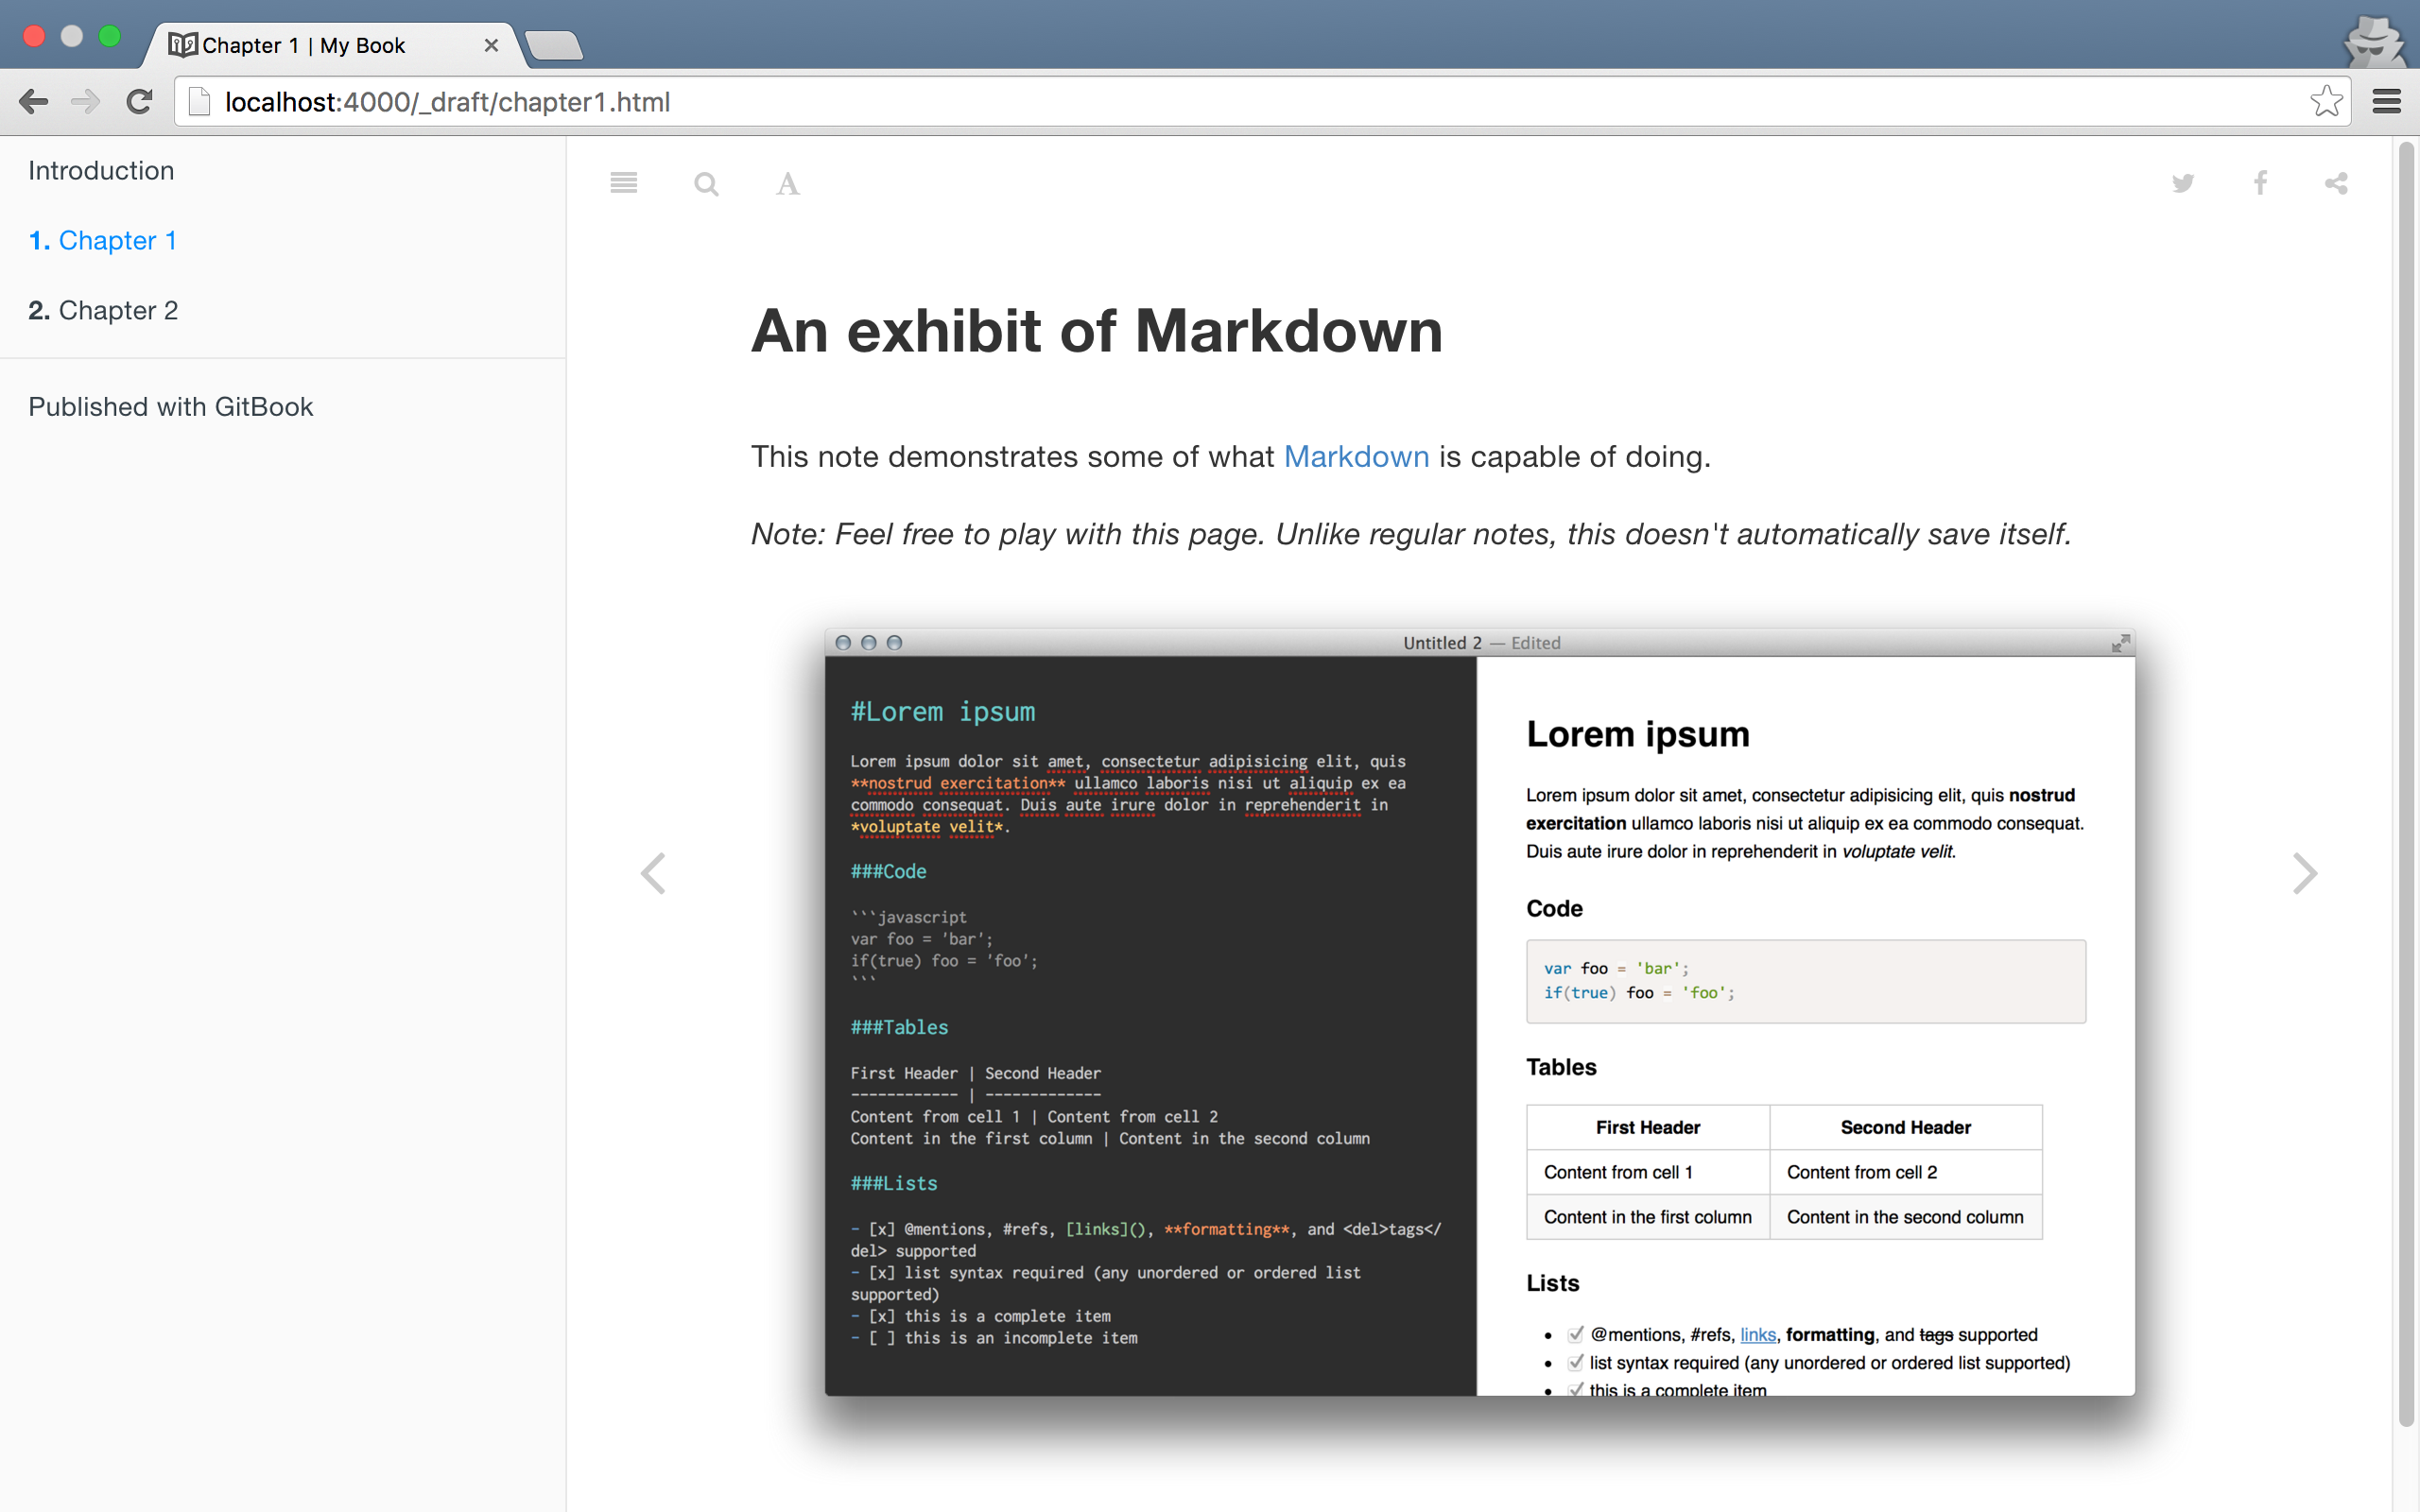 Chapter 1 | My Book
localhost:4000/_draft/chapter1.html
Introduction
1. Chapter 1
2. Chapter 2
Published with GitBook
A
An exhibit of Markdown
This note demonstrates some of what Markdown is capable of doing.
Note: Feel free to play with this page. Unlike regular notes, this doesn't automatically save itself.
Untitled 2 — Edited
#Lorem ipsum
Lorem ipsum dolor sit amet, consectetur adipisicing elit, quis
**nostrud exercitation** ullamco laboris nisi ut aliquip ex ea
commodo consequat. Duis aute irure dolor in reprehenderit in
*voluptate velit*.
###Code
```javascript
var foo = 'bar';
if(true) foo = 'foo';
```
###Tables
First Header | Second Header
------------ | -------------
Content from cell 1 | Content from cell 2
Content in the first column | Content in the second column
###Lists
- [x] @mentions, #refs, [links](), **formatting**, and <del>tags</
del> supported
- [x] list syntax required (any unordered or ordered list
supported)
- [x] this is a complete item
- [ ] this is an incomplete item
Lorem ipsum
Lorem ipsum dolor sit amet, consectetur adipisicing elit, quis nostrud
exercitation ullamco laboris nisi ut aliquip ex ea commodo consequat.
Duis aute irure dolor in reprehenderit in voluptate velit.
Code
var foo = 'bar';
if(true) foo = 'foo';
Tables
First Header Second Header
Content from cell 1 Content from cell 2
Content in the first column Content in the second column
Lists
• @mentions, #refs, links, formatting, and tags supported
• list syntax required (any unordered or ordered list supported)
• this is a complete item